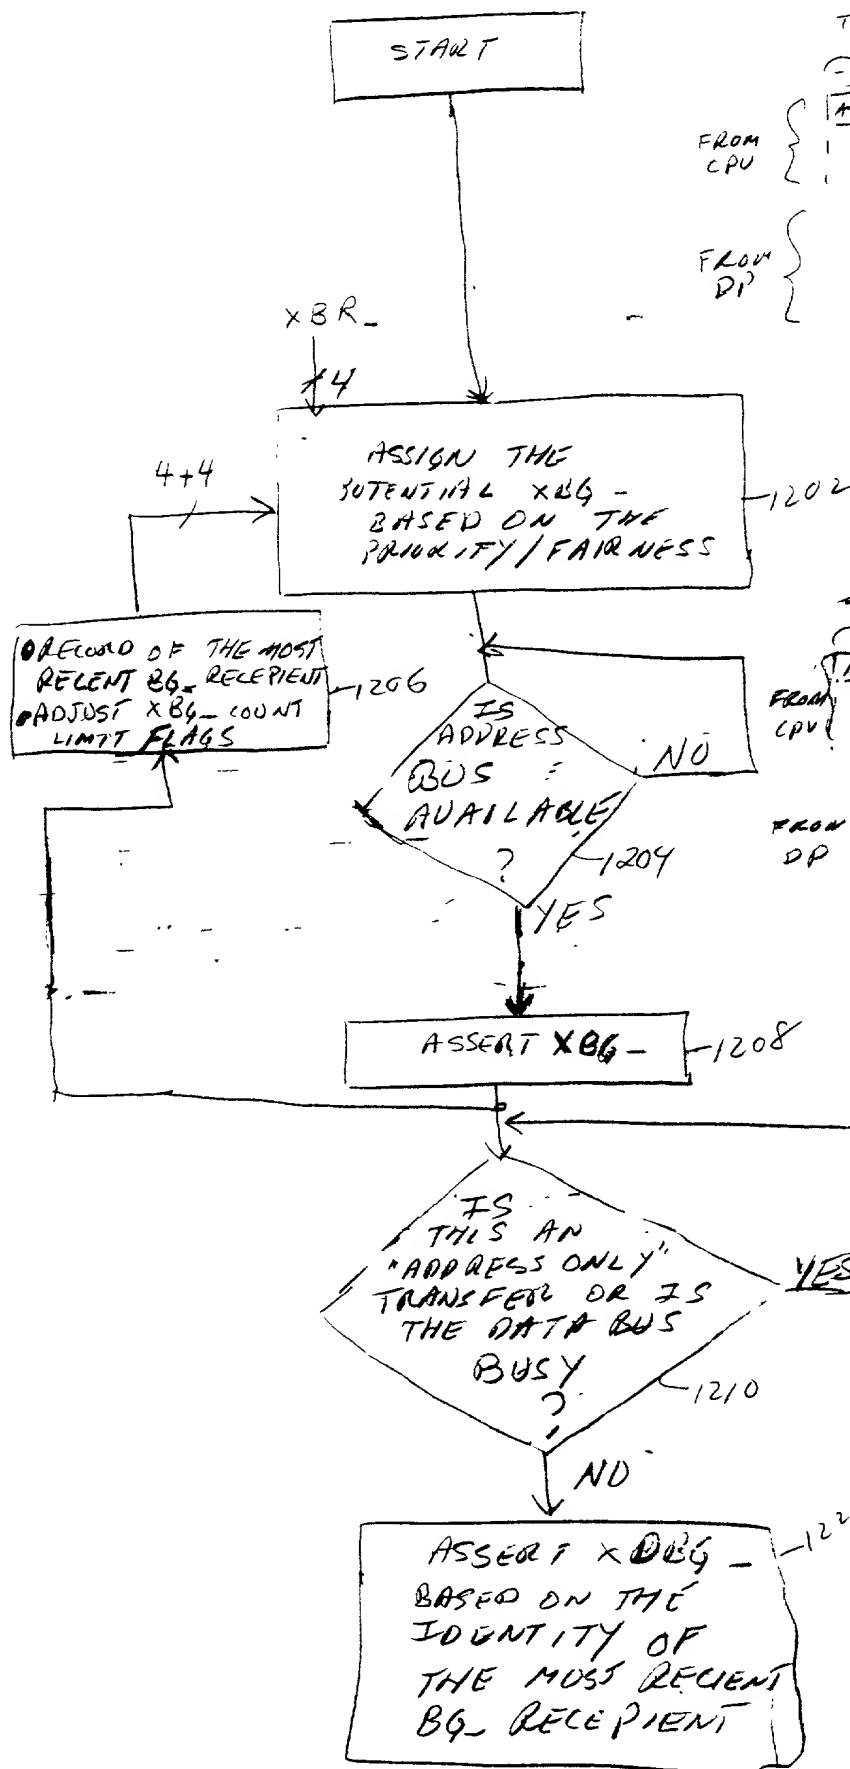 START
FROM
CPU
FROM
DP
XBR_
4
4+4
ASSIGN THE
POTENTIAL XBG_
BASED ON THE
PRIORITY/FAIRNESS
1202
RECORD OF THE MOST
RECENT BG_ RECEPIENT
ADJUST XBG_ COUNT
LIMIT FLAGS
1206
IS
ADDRESS
BUS
AVAILABLE
?
NO
1204
YES
FROM
CPU
FROM
DP
ASSERT XBG_
1208
IS
THIS AN
"ADDRESS ONLY"
TRANSFER OR IS
THE DATA BUS
BUSY
?
YES
1210
NO
ASSERT XDBG_
BASED ON THE
IDENTITY OF
THE MOST RECIENT
BG_ RECEPIENT
122